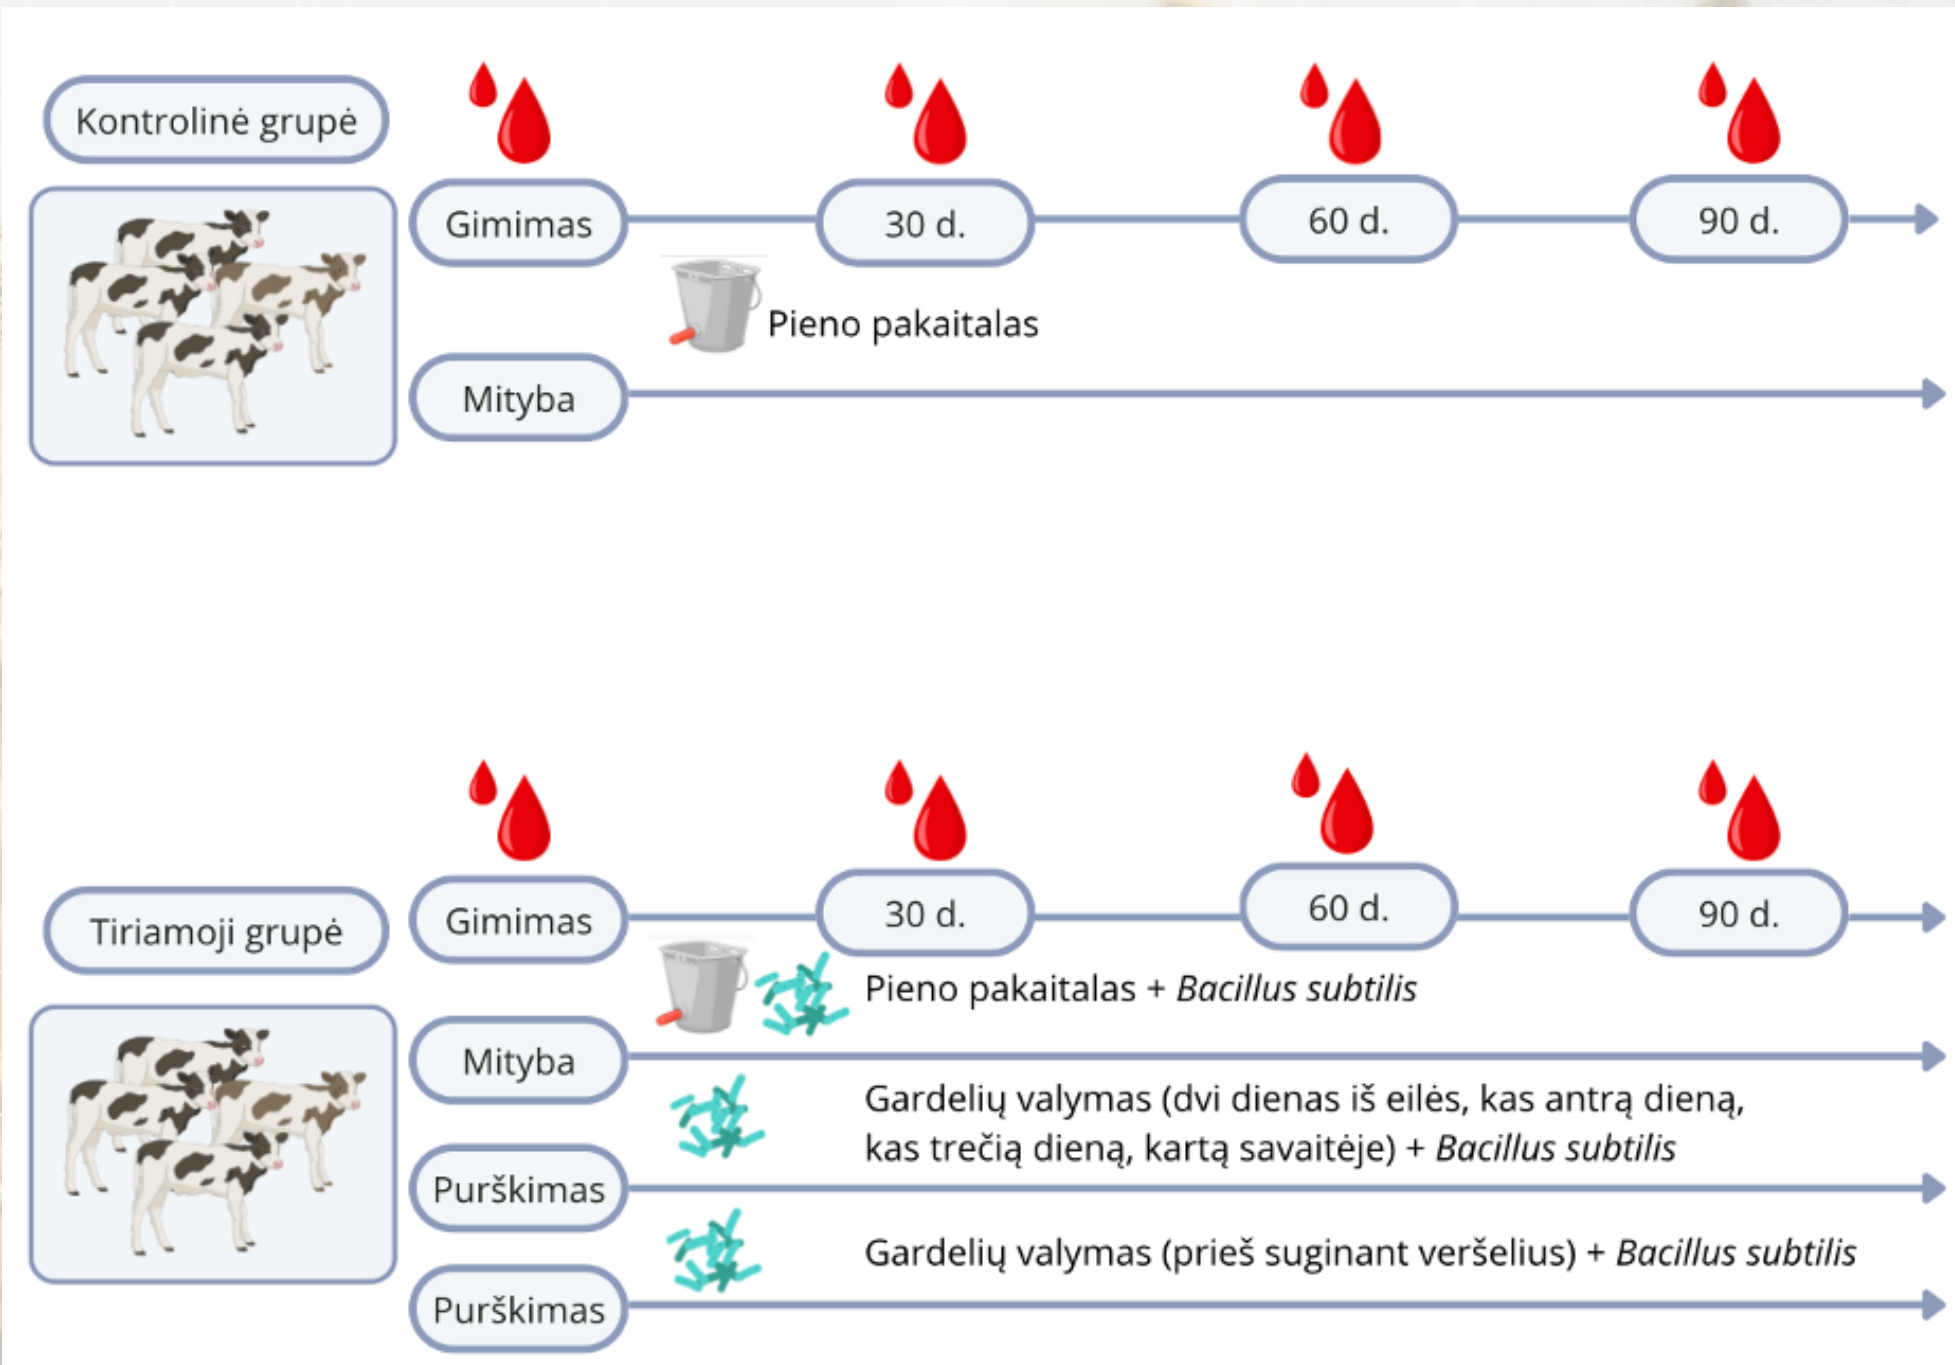 Kontrolinė grupė
Gimimas
30 d.
60 d.
90 d.
Pieno pakaitalas
Mityba
Tiriamoji grupė
Gimimas
30 d.
60 d.
90 d.
Pieno pakaitalas + Bacillus subtilis
Mityba
Gardelių valymas (dvi dienas iš eilės, kas antrą dieną,
kas trečią dieną, kartą savaitėje) + Bacillus subtilis
Purškimas
Gardelių valymas (prieš suginant veršelius) + Bacillus subtilis
Purškimas